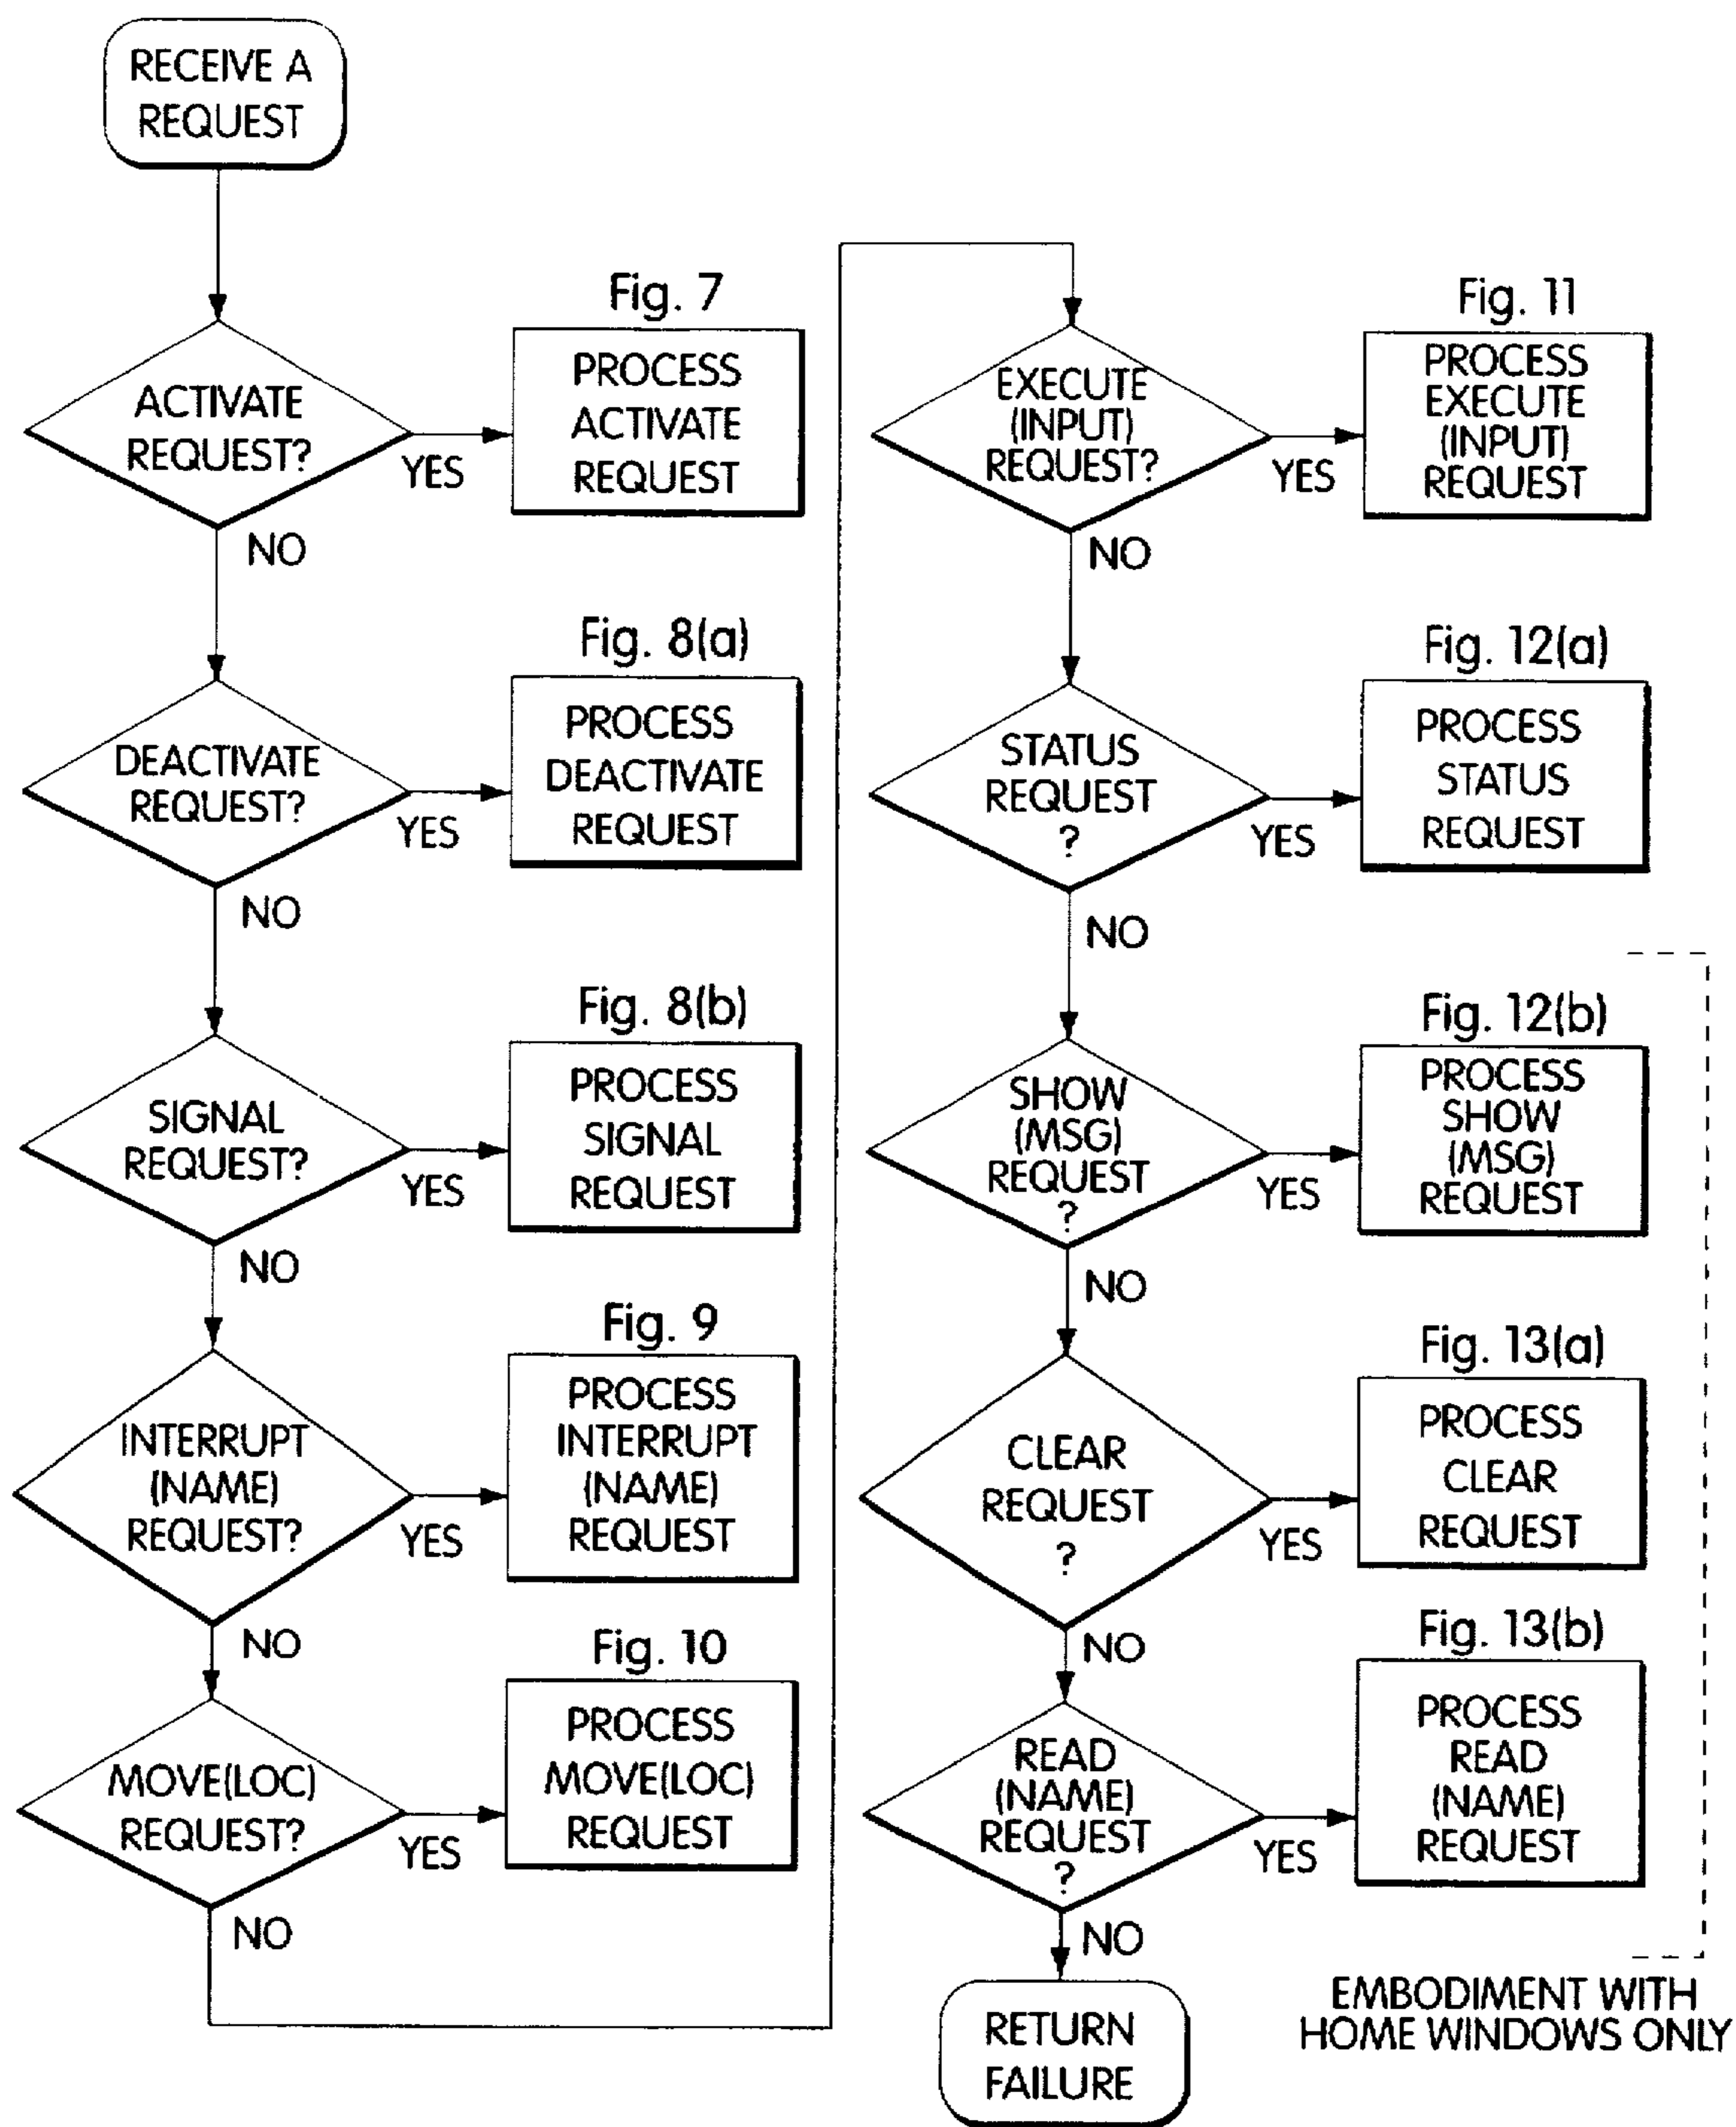 RECEIVE A
REQUEST
Fig. 7
ACTIVATE
REQUEST?
YES
PROCESS
ACTIVATE
REQUEST
NO
Fig. 8(a)
DEACTIVATE
REQUEST?
YES
PROCESS
DEACTIVATE
REQUEST
NO
Fig. 8(b)
SIGNAL
REQUEST?
YES
PROCESS
SIGNAL
REQUEST
NO
Fig. 9
INTERRUPT
(NAME)
REQUEST?
YES
PROCESS
INTERRUPT
(NAME)
REQUEST
NO
Fig. 10
MOVE(LOC)
REQUEST?
YES
PROCESS
MOVE(LOC)
REQUEST
NO
Fig. 11
EXECUTE
(INPUT)
REQUEST?
YES
PROCESS
EXECUTE
(INPUT)
REQUEST
NO
Fig. 12(a)
STATUS
REQUEST
?
YES
PROCESS
STATUS
REQUEST
NO
Fig. 12(b)
SHOW
(MSG)
REQUEST
?
YES
PROCESS
SHOW
(MSG)
REQUEST
NO
Fig. 13(a)
CLEAR
REQUEST
?
YES
PROCESS
CLEAR
REQUEST
NO
Fig. 13(b)
READ
(NAME)
REQUEST
?
YES
PROCESS
READ
(NAME)
REQUEST
NO
RETURN
FAILURE
EMBODIMENT WITH
HOME WINDOWS ONLY